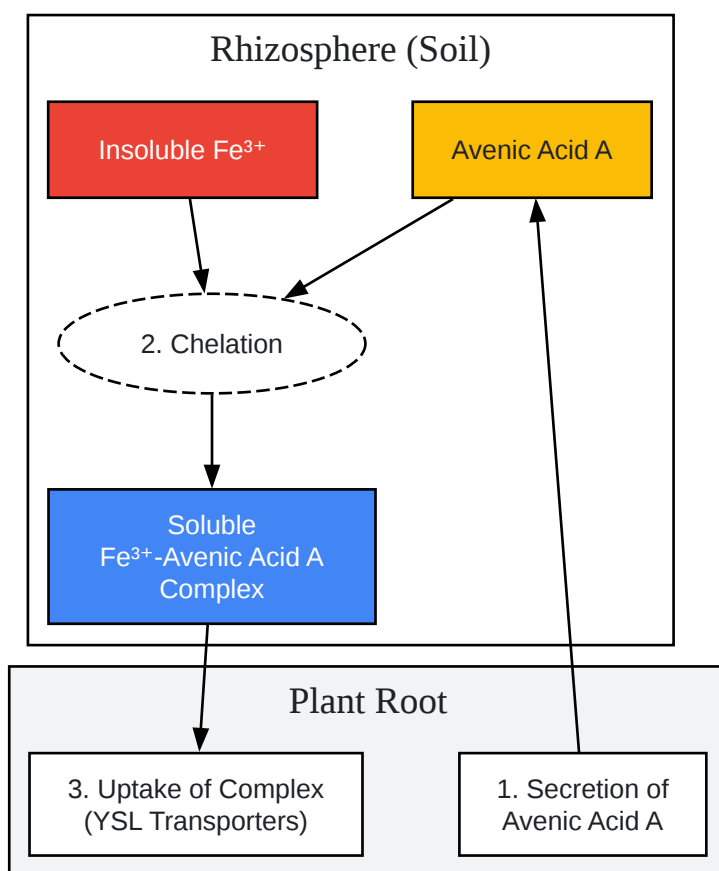 Rhizosphere (Soil)
Insoluble Fe³⁺
Avenic Acid A
2. Chelation
Soluble
Fe³⁺-Avenic Acid A
Complex
Plant Root
3. Uptake of Complex
(YSL Transporters)
1. Secretion of
Avenic Acid A